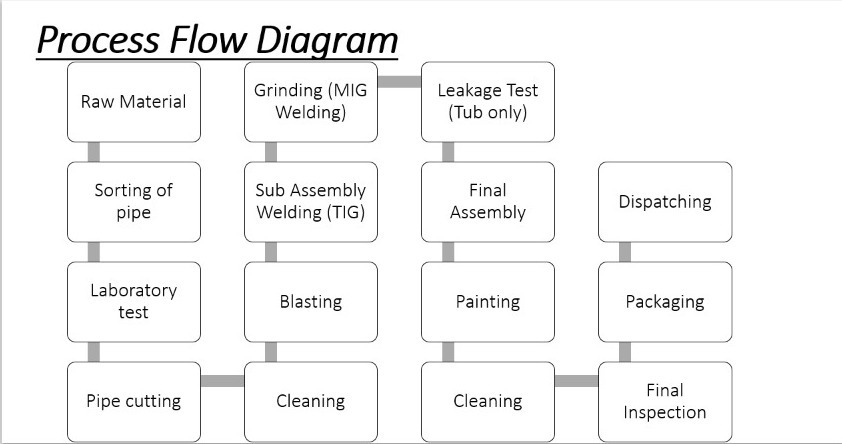 Process Flow Diagram
Raw Material
Sorting of
pipe
Laboratory
test
Pipe cutting
Cleaning
Blasting
Sub Assembly
Welding (TIG)
Grinding (MIG
Welding)
Leakage Test
(Tub only)
Final
Assembly
Painting
Cleaning
Final
Inspection
Packaging
Dispatching